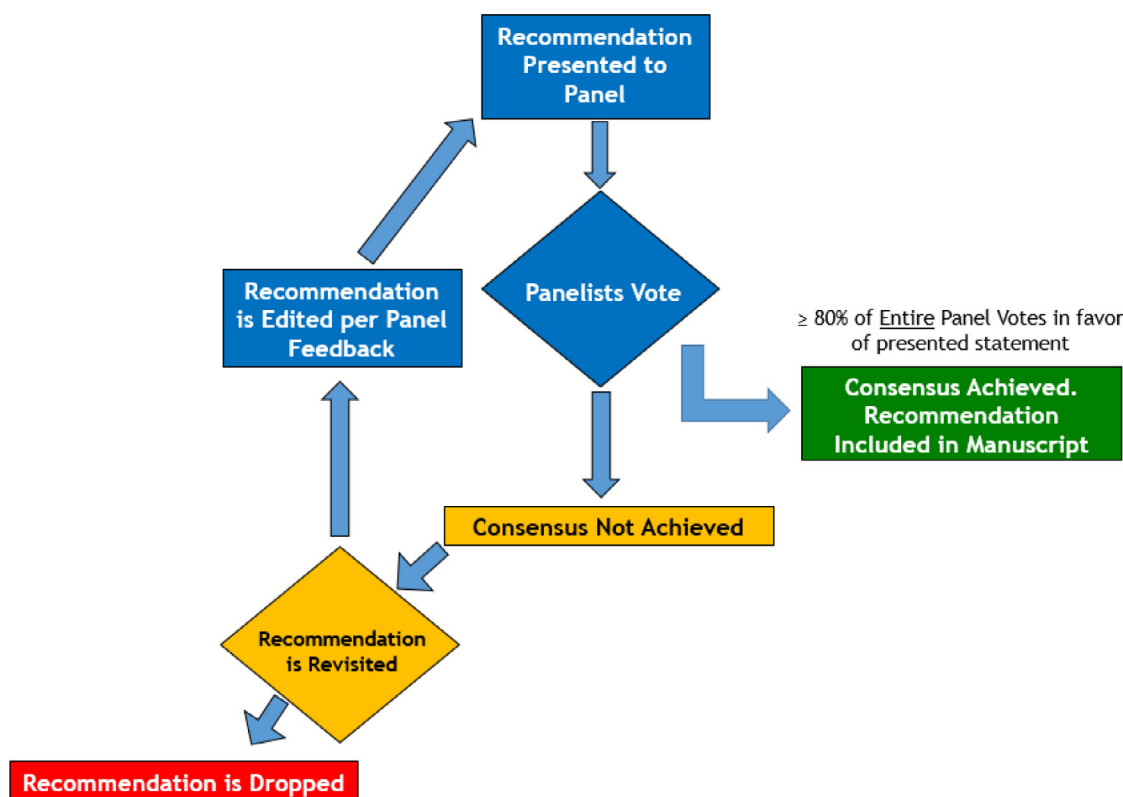 Recommendation
Presented to
Panel
Panelists Vote
Recommendation
is Edited per Panel
Feedback
≥ 80% of Entire Panel Votes in favor
of presented statement
Consensus Achieved.
Recommendation
Included in Manuscript
Consensus Not Achieved
Recommendation
is Revisited
Recommendation is Dropped